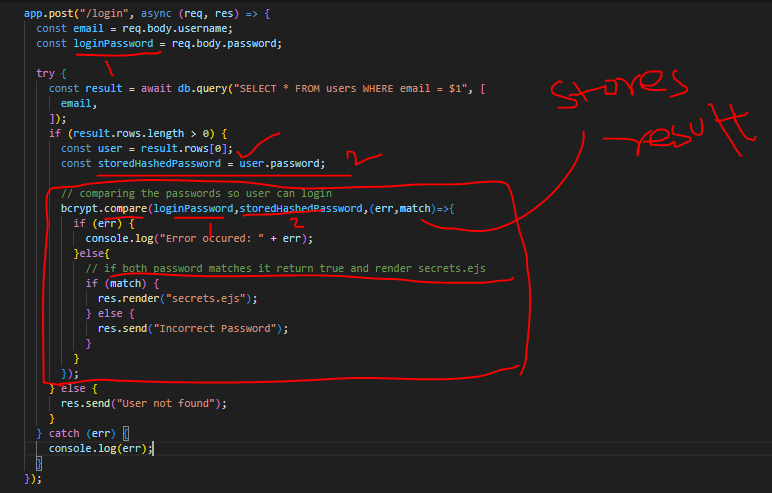 app.post("/login", async (req, res) => {
const email = req.body.username;
const loginPassword = req.body.password;
try {
const result = await db.query("SELECT * FROM users WHERE email = $1", [
email,
]);
if (result.rows.length > 0) {
const user = result.rows[0];
const storedHashedPassword = user.password;
2
// comparing the passwords so user can login
bcrypt.compare(loginPassword,storedHashedPassword,(err,match)=>{
1 2
if (err) {
console.log("Error occured: " + err);
}else{
// if both password matches it return true and render secrets.ejs
if (match) {
res.render("secrets.ejs");
} else {
res.send("Incorrect Password");
}
}
});
} else {
res.send("User not found");
}
} catch (err) {
console.log(err);
}
});
stores
result